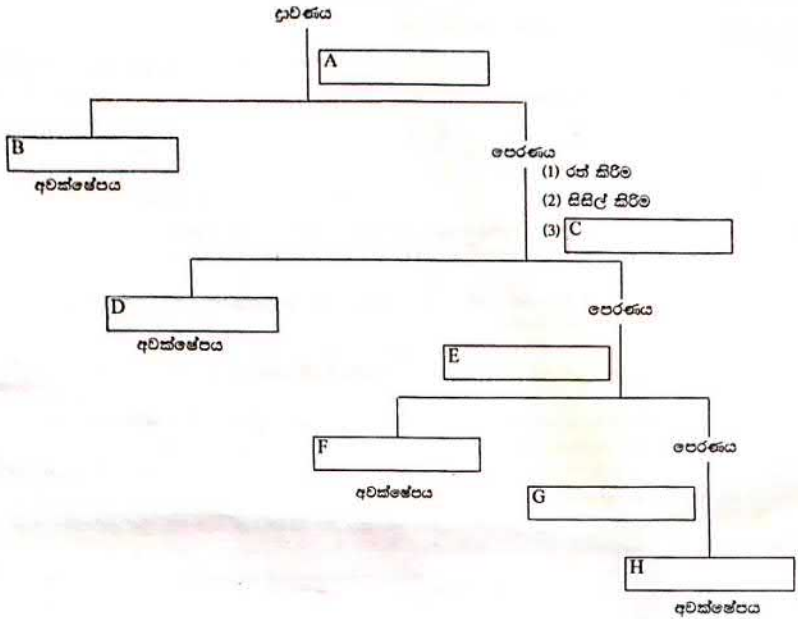 ද්‍රාවණය
A
B
අවක්ෂේපය
පෙරණය
(1) රත් කිරීම
(2) සිසිල් කිරීම
(3) C
D
අවක්ෂේපය
පෙරණය
E
F
අවක්ෂේපය
පෙරණය
G
H
අවක්ෂේපය